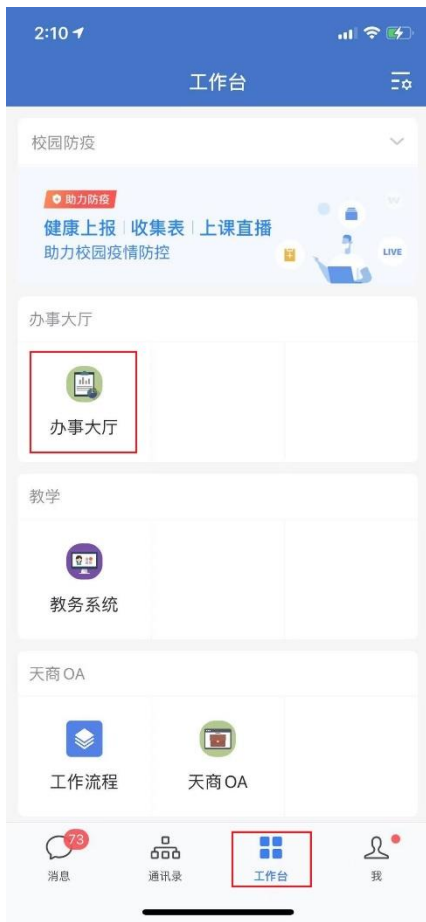 2:10
工作台
校园防疫
助力防疫
健康上报 | 收集表 | 上课直播
助力校园疫情防控
LIVE
办事大厅
办事大厅
教学
教务系统
天商OA
工作流程 天商OA
73
消息 通讯录 工作台 我